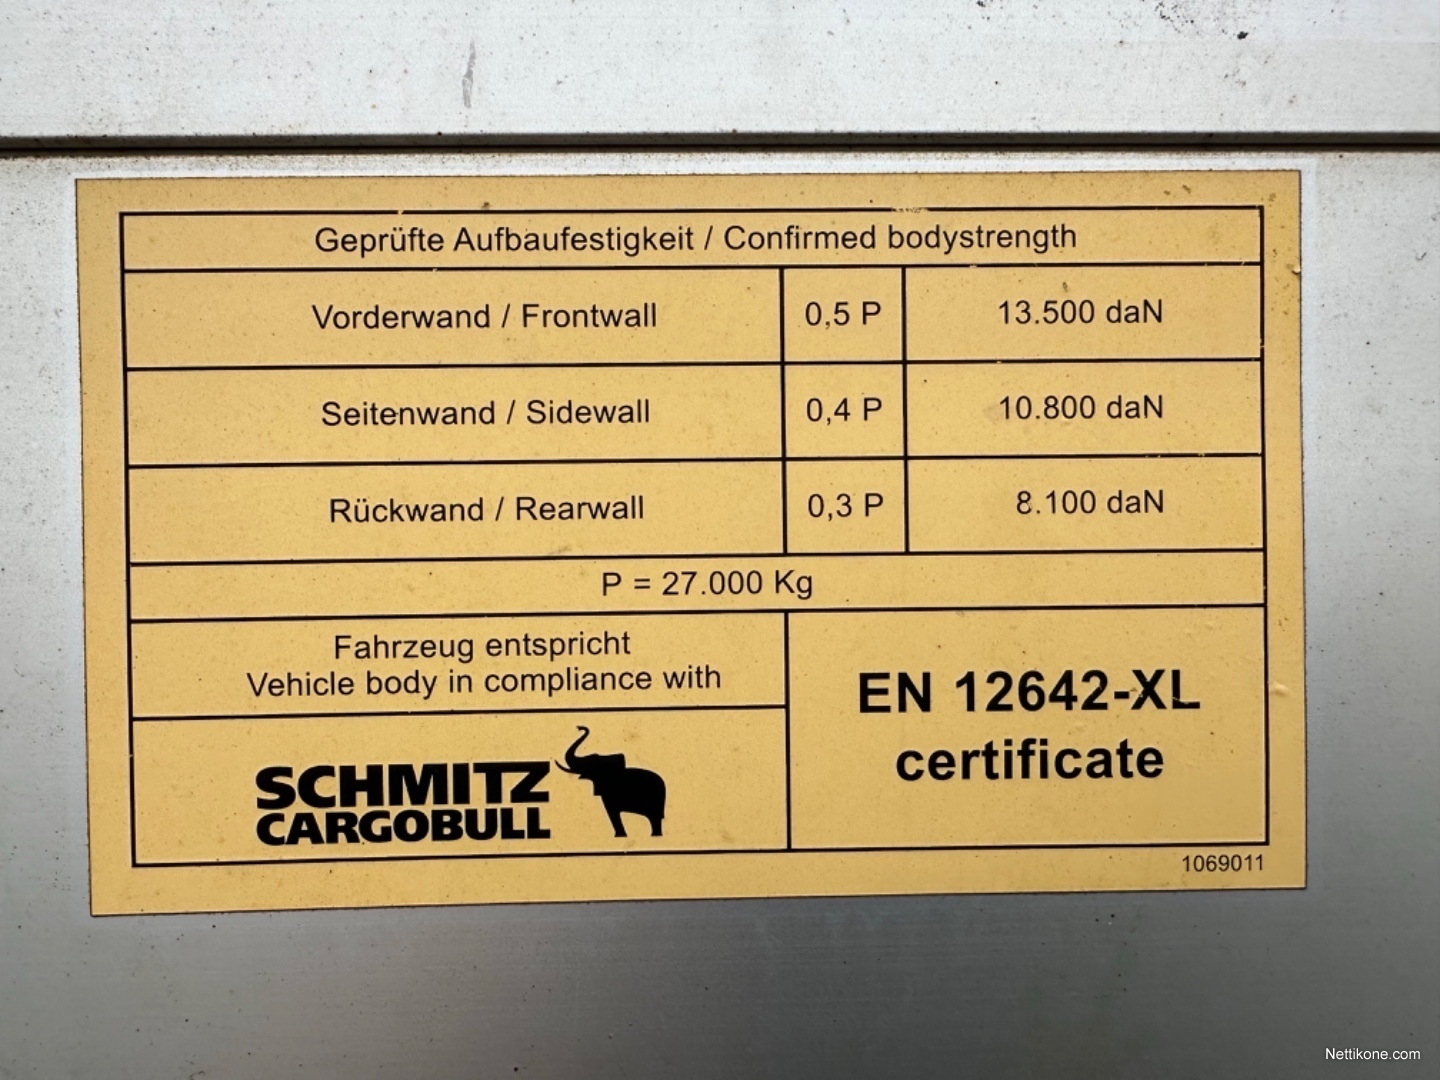 Geprüfte Aufbaufestigkeit / Confirmed bodystrength
Vorderwand / Frontwall 0,5 P 13.500 daN
Seitenwand / Sidewall 0,4 P 10.800 daN
Rückwand / Rearwall 0,3 P 8.100 daN
P = 27.000 Kg
Fahrzeug entspricht
Vehicle body in compliance with
EN 12642-XL
certificate
SCHMITZ
CARGOBULL
1069011
Nettikone.com